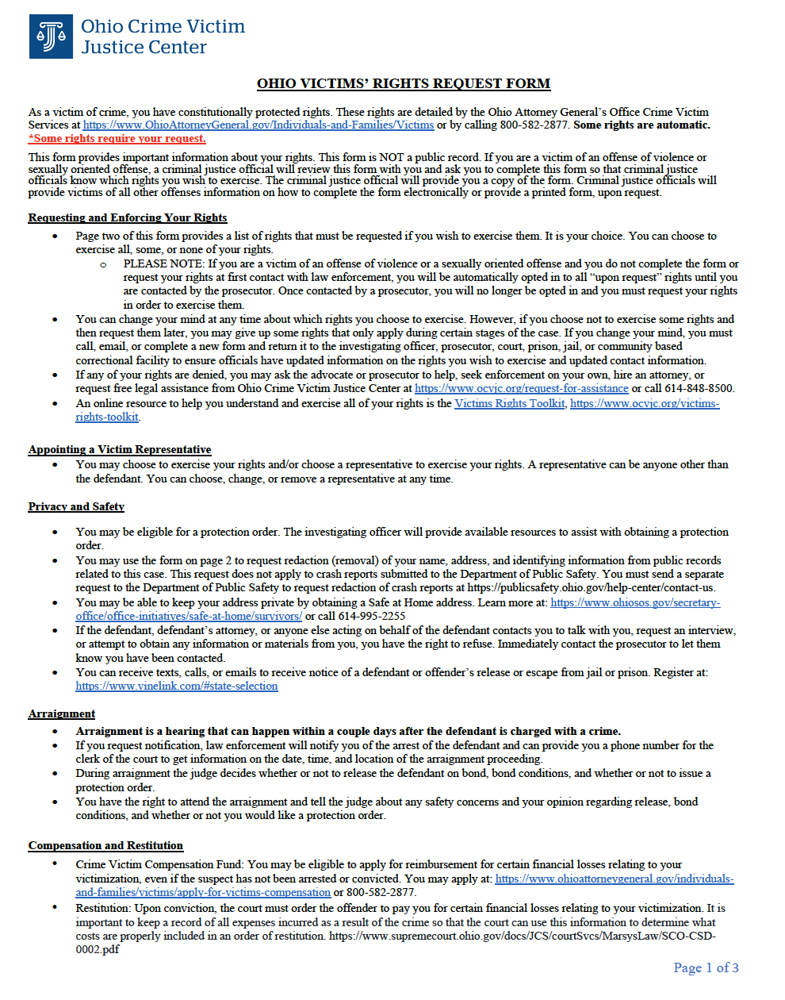 Ohio Crime Victim
Justice Center
OHIO VICTIMS’ RIGHTS REQUEST FORM
As a victim of crime, you have constitutionally protected rights. These rights are detailed by the Ohio Attorney General’s Office Crime Victim
Services at https://www.OhioAttorneyGeneral.gov/Individuals-and-Families/Victims or by calling 800-582-2877. Some rights are automatic.
*Some rights require your request.
This form provides important information about your rights. This form is NOT a public record. If you are a victim of an offense of violence or
sexually oriented offense, a criminal justice official will review this form with you and ask you to complete this form so that criminal justice
officials know which rights you wish to exercise. The criminal justice official will provide you a copy of the form. Criminal justice officials will
provide victims of all other offenses information on how to complete the form electronically or provide a printed form, upon request.
Requesting and Enforcing Your Rights
• Page two of this form provides a list of rights that must be requested if you wish to exercise them. It is your choice. You can choose to
exercise all, some, or none of your rights.
o PLEASE NOTE: If you are a victim of an offense of violence or a sexually oriented offense and you do not complete the form or
request your rights at first contact with law enforcement, you will be automatically opted in to all “upon request” rights until you
are contacted by the prosecutor. Once contacted by a prosecutor, you will no longer be opted in and you must request your rights
in order to exercise them.
• You can change your mind at any time about which rights you choose to exercise. However, if you choose not to exercise some rights and
then request them later, you may give up some rights that only apply during certain stages of the case. If you change your mind, you must
call, email, or complete a new form and return it to the investigating officer, prosecutor, court, prison, jail, or community based
correctional facility to ensure officials have updated information on the rights you wish to exercise and updated contact information.
• If any of your rights are denied, you may ask the advocate or prosecutor to help, seek enforcement on your own, hire an attorney, or
request free legal assistance from Ohio Crime Victim Justice Center at https://www.ocvjc.org/request-for-assistance or call 614-848-8500.
• An online resource to help you understand and exercise all of your rights is the Victims Rights Toolkit, https://www.ocvjc.org/victims-
rights-toolkit.
Appointing a Victim Representative
• You may choose to exercise your rights and/or choose a representative to exercise your rights. A representative can be anyone other than
the defendant. You can choose, change, or remove a representative at any time.
Privacy and Safety
• You may be eligible for a protection order. The investigating officer will provide available resources to assist with obtaining a protection
order.
• You may use the form on page 2 to request redaction (removal) of your name, address, and identifying information from public records
related to this case. This request does not apply to crash reports submitted to the Department of Public Safety. You must send a separate
request to the Department of Public Safety to request redaction of crash reports at https://publicsafety.ohio.gov/help-center/contact-us.
• You may be able to keep your address private by obtaining a Safe at Home address. Learn more at: https://www.ohiosos.gov/secretary-
office/office-initiatives/safe-at-home/survivors/ or call 614-995-2255
• If the defendant, defendant’s attorney, or anyone else acting on behalf of the defendant contacts you to talk with you, request an interview,
or attempt to obtain any information or materials from you, you have the right to refuse. Immediately contact the prosecutor to let them
know you have been contacted.
• You can receive texts, calls, or emails to receive notice of a defendant or offender’s release or escape from jail or prison. Register at:
https://www.vinelink.com/#state-selection
Arraignment
• Arraignment is a hearing that can happen within a couple days after the defendant is charged with a crime.
• If you request notification, law enforcement will notify you of the arrest of the defendant and can provide you a phone number for the
clerk of the court to get information on the date, time, and location of the arraignment proceeding.
• During arraignment the judge decides whether or not to release the defendant on bond, bond conditions, and whether or not to issue a
protection order.
• You have the right to attend the arraignment and tell the judge about any safety concerns and your opinion regarding release, bond
conditions, and whether or not you would like a protection order.
Compensation and Restitution
• Crime Victim Compensation Fund: You may be eligible to apply for reimbursement for certain financial losses relating to your
victimization, even if the suspect has not been arrested or convicted. You may apply at: https://www.ohioattorneygeneral.gov/individuals-
and-families/victims/apply-for-victims-compensation or 800-582-2877.
• Restitution: Upon conviction, the court must order the offender to pay you for certain financial losses relating to your victimization. It is
important to keep a record of all expenses incurred as a result of the crime so that the court can use this information to determine what
costs are properly included in an order of restitution. https://www.supremecourt.ohio.gov/docs/JCS/courtSvcs/MarsysLaw/SCO-CSD-
0002.pdf
Page 1 of 3